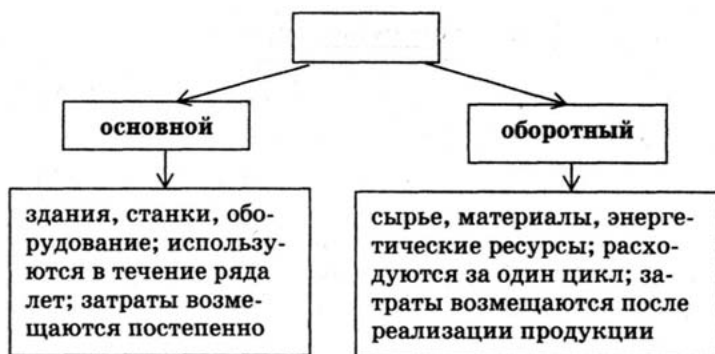 основной
оборотный
здания, станки, обо-
рудование; использу-
ются в течение ряда
лет; затраты возме-
щаются постепенно
сырье, материалы, энерге-
тические ресурсы; расхо-
дуются за один цикл; за-
траты возмещаются после
реализации продукции